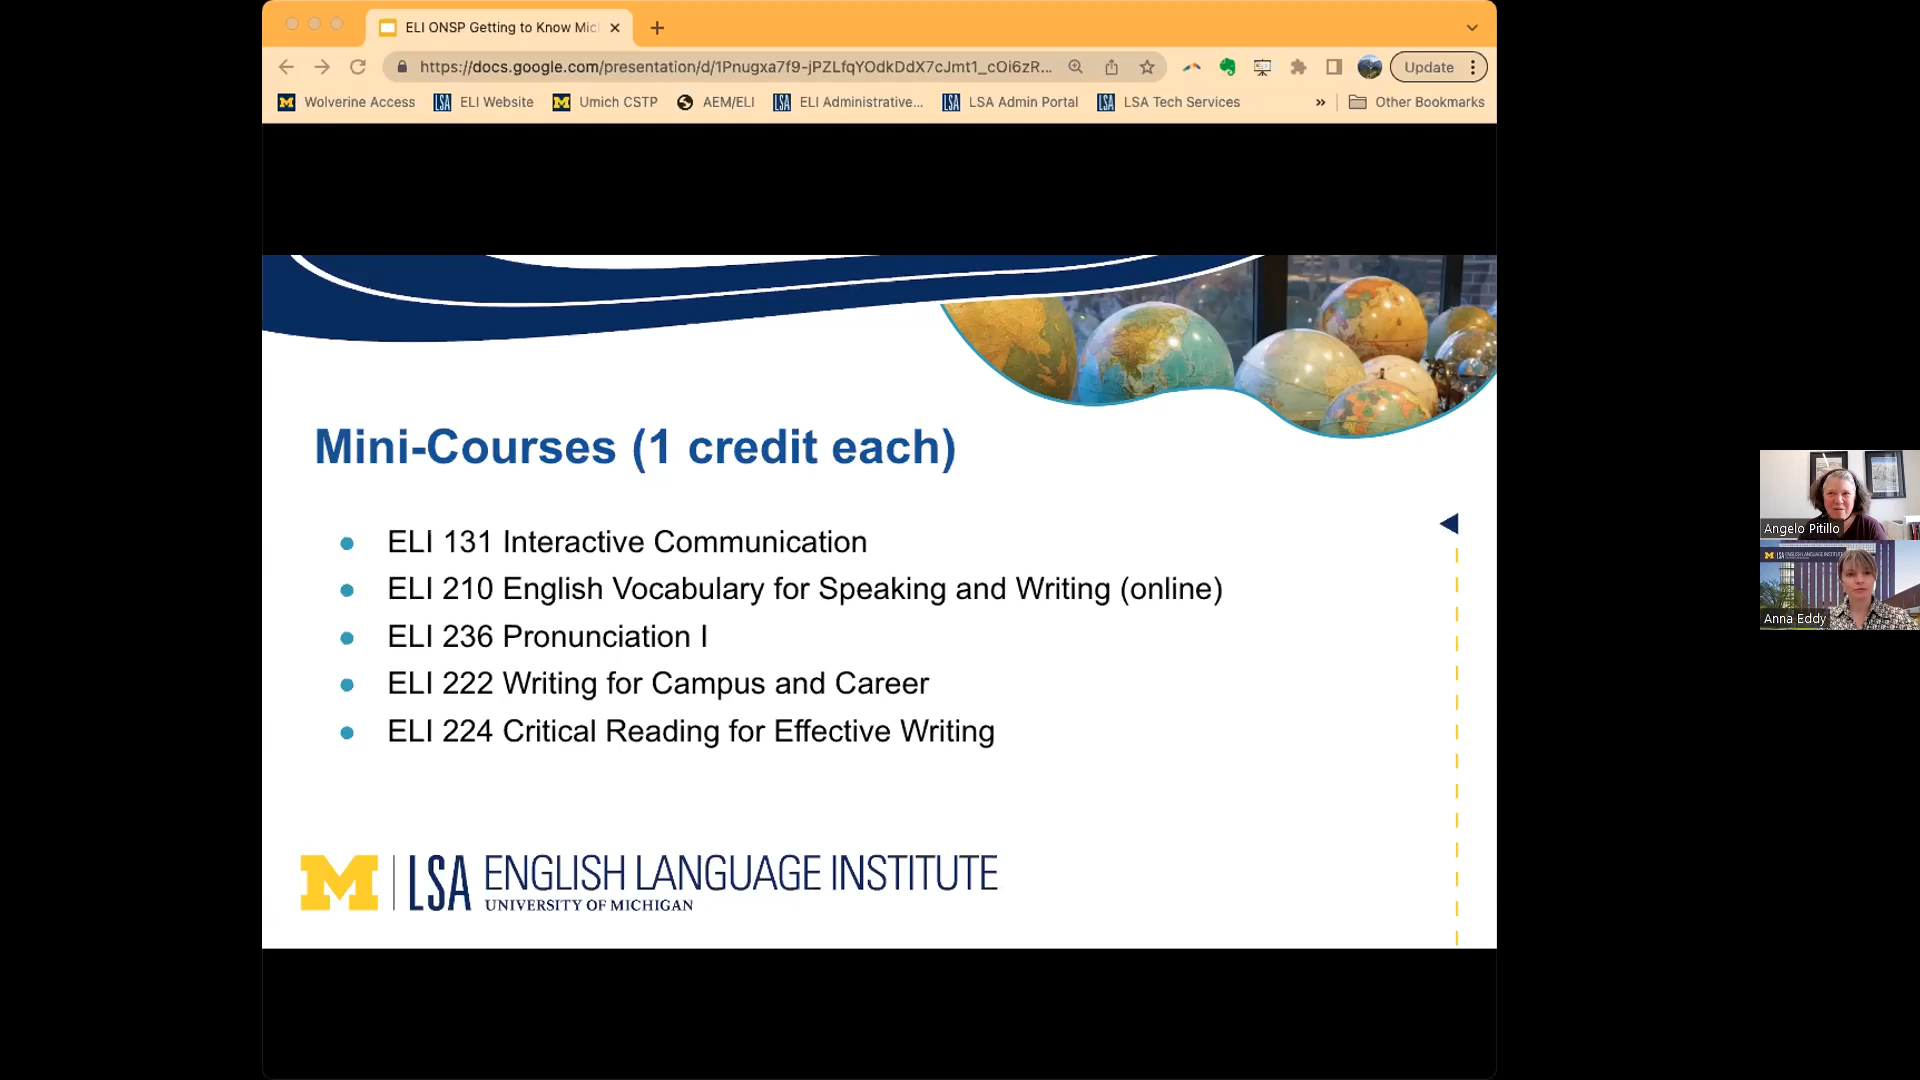 ELI ONSP Getting to Know Mic
https://docs.google.com/presentation/d/1Pnugxa7f9-jPZLfqYOdkDdX7cJmt1_cOi6zR...
Update
Wolverine Access
ELI Website
Umich CSTP
AEM/ELI
ELI Administrative...
LSA Admin Portal
LSA Tech Services
»
Other Bookmarks
Mini-Courses (1 credit each)
• ELI 131 Interactive Communication
• ELI 210 English Vocabulary for Speaking and Writing (online)
• ELI 236 Pronunciation I
• ELI 222 Writing for Campus and Career
• ELI 224 Critical Reading for Effective Writing
M LSA ENGLISH LANGUAGE INSTITUTE
UNIVERSITY OF MICHIGAN
Angelo Pitillo
M LSA ENGLISH LANGUAGE INSTITUTE
Anna Eddy